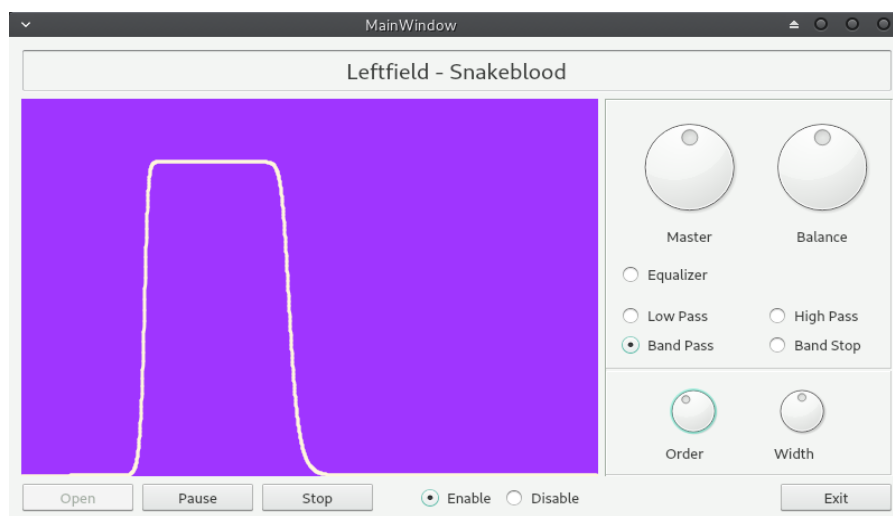 MainWindow
Leftfield - Snakeblood
Master Balance
Equalizer
Low Pass High Pass
Band Pass Band Stop
Order Width
Open Pause Stop Enable Disable Exit